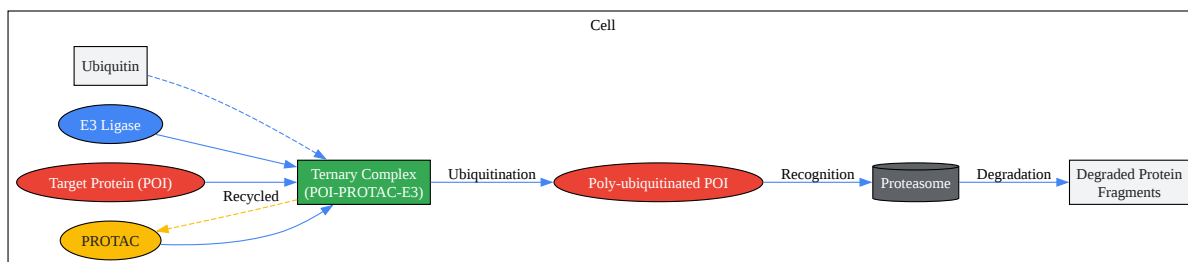 Cell
Ubiquitin
E3 Ligase
Target Protein (POI)
PROTAC
Recycled
Ternary Complex
(POI-PROTAC-E3)
Ubiquitination
Poly-ubiquitinated POI
Recognition
Proteasome
Degradation
Degraded Protein
Fragments